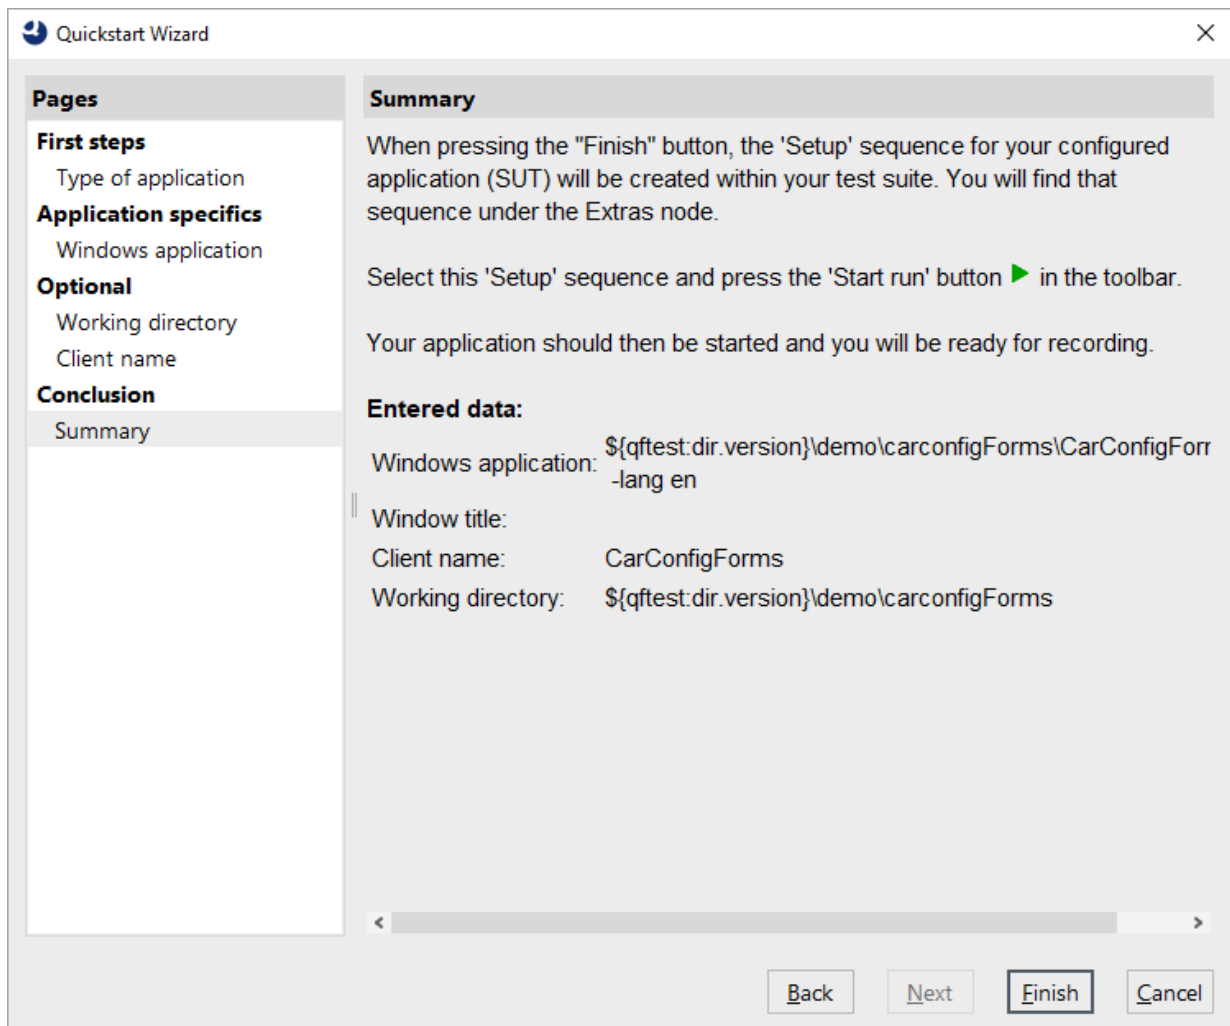 Quickstart Wizard
Pages
First steps
Type of application
Application specifics
Windows application
Optional
Working directory
Client name
Conclusion
Summary
Summary
When pressing the "Finish" button, the 'Setup' sequence for your configured
application (SUT) will be created within your test suite. You will find that
sequence under the Extras node.
Select this 'Setup' sequence and press the 'Start run' button in the toolbar.
Your application should then be started and you will be ready for recording.
Entered data:
Windows application: ${qftest:dir.version}\demo\carconfigForms\CarConfigForr
-lang en
Window title:
Client name: CarConfigForms
Working directory: ${qftest:dir.version}\demo\carconfigForms
Back Next Finish Cancel